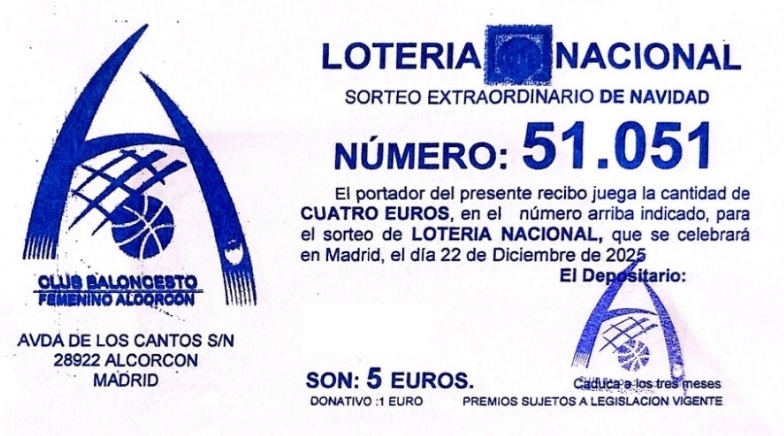 LOTERIA NACIONAL
SORTEO EXTRAORDINARIO DE NAVIDAD
NÚMERO: 51.051
El portador del presente recibo juega la cantidad de
CUATRO EUROS, en el número arriba indicado, para
el sorteo de LOTERIA NACIONAL, que se celebrará
en Madrid, el día 22 de Diciembre de 2025
El Depositario:
CLUB BALONCESTO
FEMENINO ALCORCON
AVDA DE LOS CANTOS S/N
28922 ALCORCON
MADRID
SON: 5 EUROS.
DONATIVO :1 EURO
Caduca a los tres meses
PREMIOS SUJETOS A LEGISLACION VIGENTE